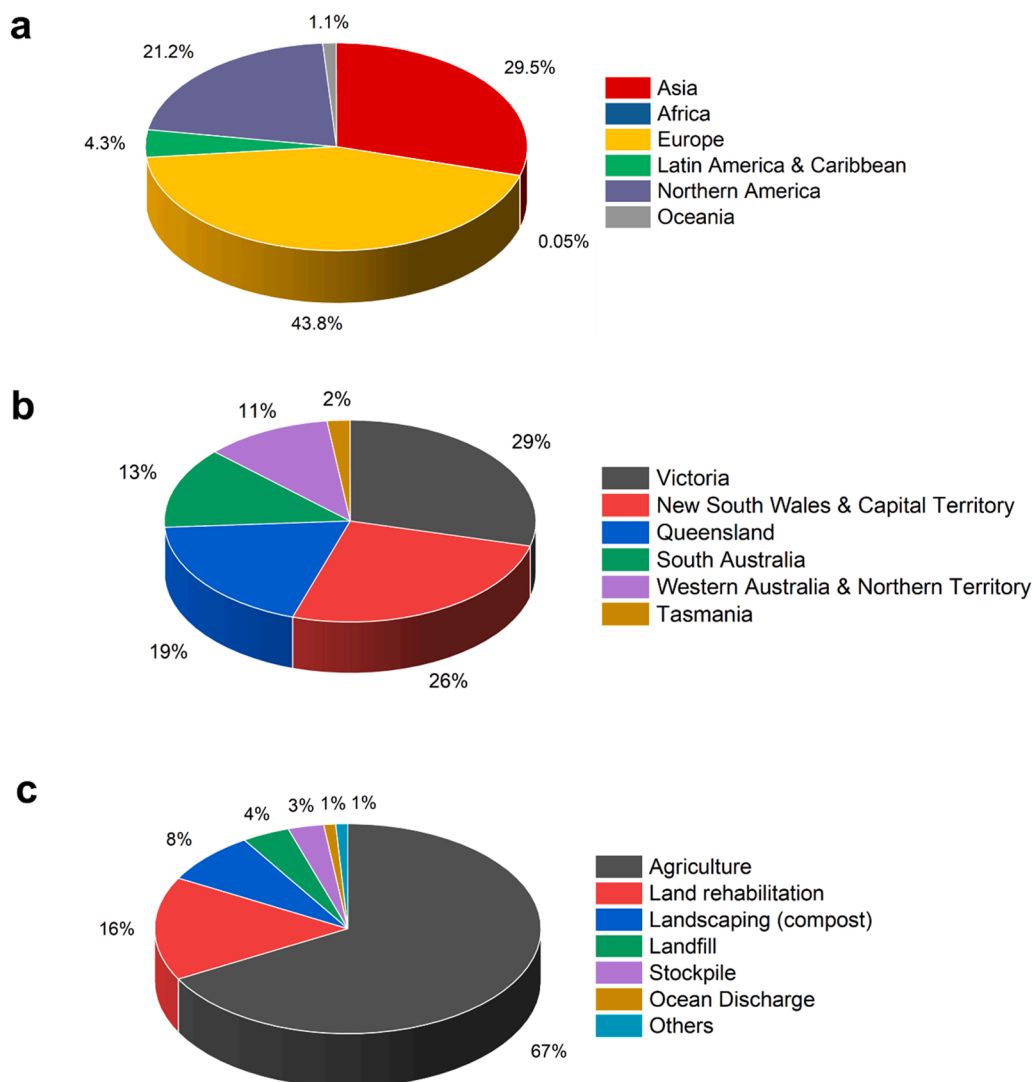 a
1.1%
21.2%
29.5%
4.3%
0.05%
43.8%
Asia
Africa
Europe
Latin America & Caribbean
Northern America
Oceania
b
2%
11%
29%
13%
19%
26%
Victoria
New South Wales & Capital Territory
Queensland
South Australia
Western Australia & Northern Territory
Tasmania
c
3% 1% 1%
4%
8%
16%
67%
Agriculture
Land rehabilitation
Landscaping (compost)
Landfill
Stockpile
Ocean Discharge
Others